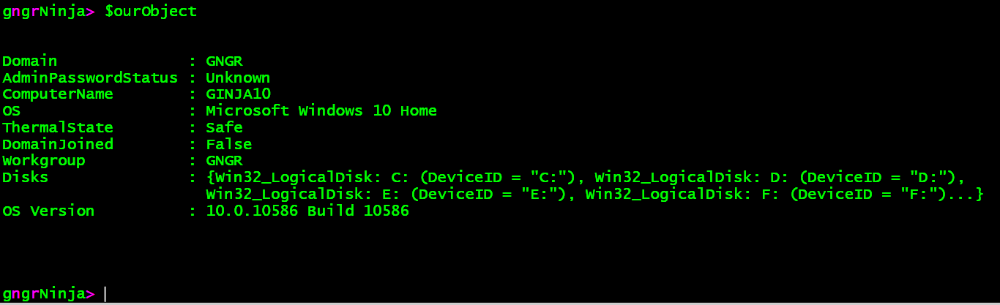 gngrNinja> $ourObject
Domain : GNGR
AdminPasswordStatus : Unknown
ComputerName : GINJA10
OS : Microsoft Windows 10 Home
ThermalState : Safe
DomainJoined : False
Workgroup : GNGR
Disks : {Win32_LogicalDisk: C: (DeviceID = "C:"), Win32_LogicalDisk: D: (DeviceID = "D:"),
Win32_LogicalDisk: E: (DeviceID = "E:"), Win32_LogicalDisk: F: (DeviceID = "F:")...}
OS Version : 10.0.10586 Build 10586
gngrNinja>